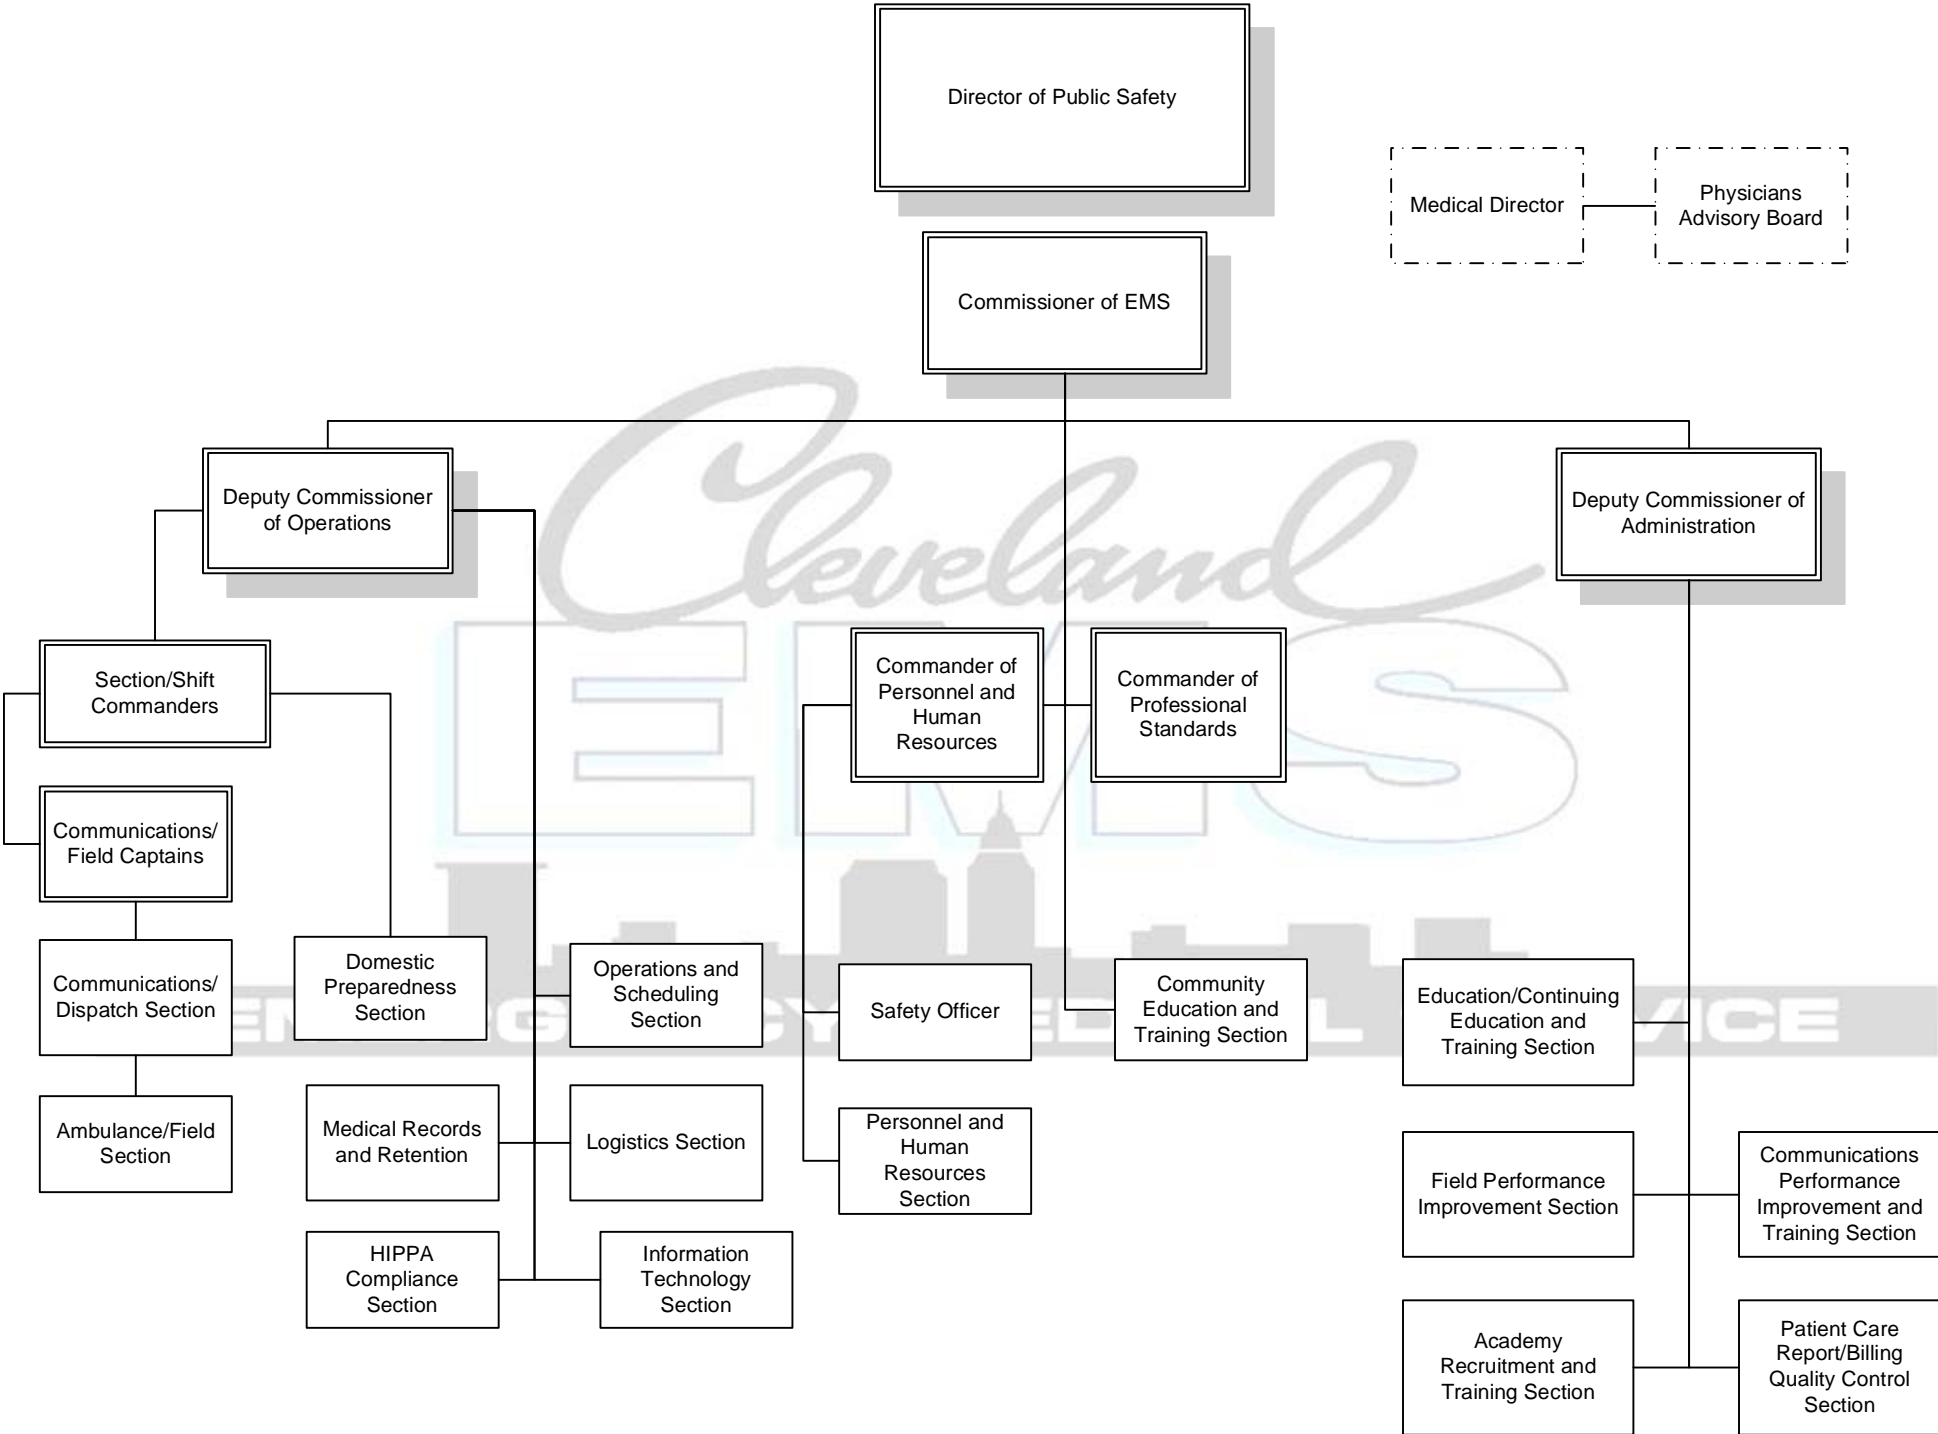 Director of Public Safety
Medical Director
Physicians
Advisory Board
Commissioner of EMS
Cleveland
EMS
EMERGENCY MEDICAL SERVICE
Deputy Commissioner
of Operations
Deputy Commissioner of
Administration
Section/Shift
Commanders
Commander of
Personnel and
Human
Resources
Commander of
Professional
Standards
Communications/
Field Captains
Communications/
Dispatch Section
Domestic
Preparedness
Section
Operations and
Scheduling
Section
Safety Officer
Community
Education and
Training Section
Education/Continuing
Education and
Training Section
Ambulance/Field
Section
Medical Records
and Retention
Logistics Section
Personnel and
Human
Resources
Section
Field Performance
Improvement Section
Communications
Performance
Improvement and
Training Section
HIPPA
Compliance
Section
Information
Technology
Section
Academy
Recruitment and
Training Section
Patient Care
Report/Billing
Quality Control
Section